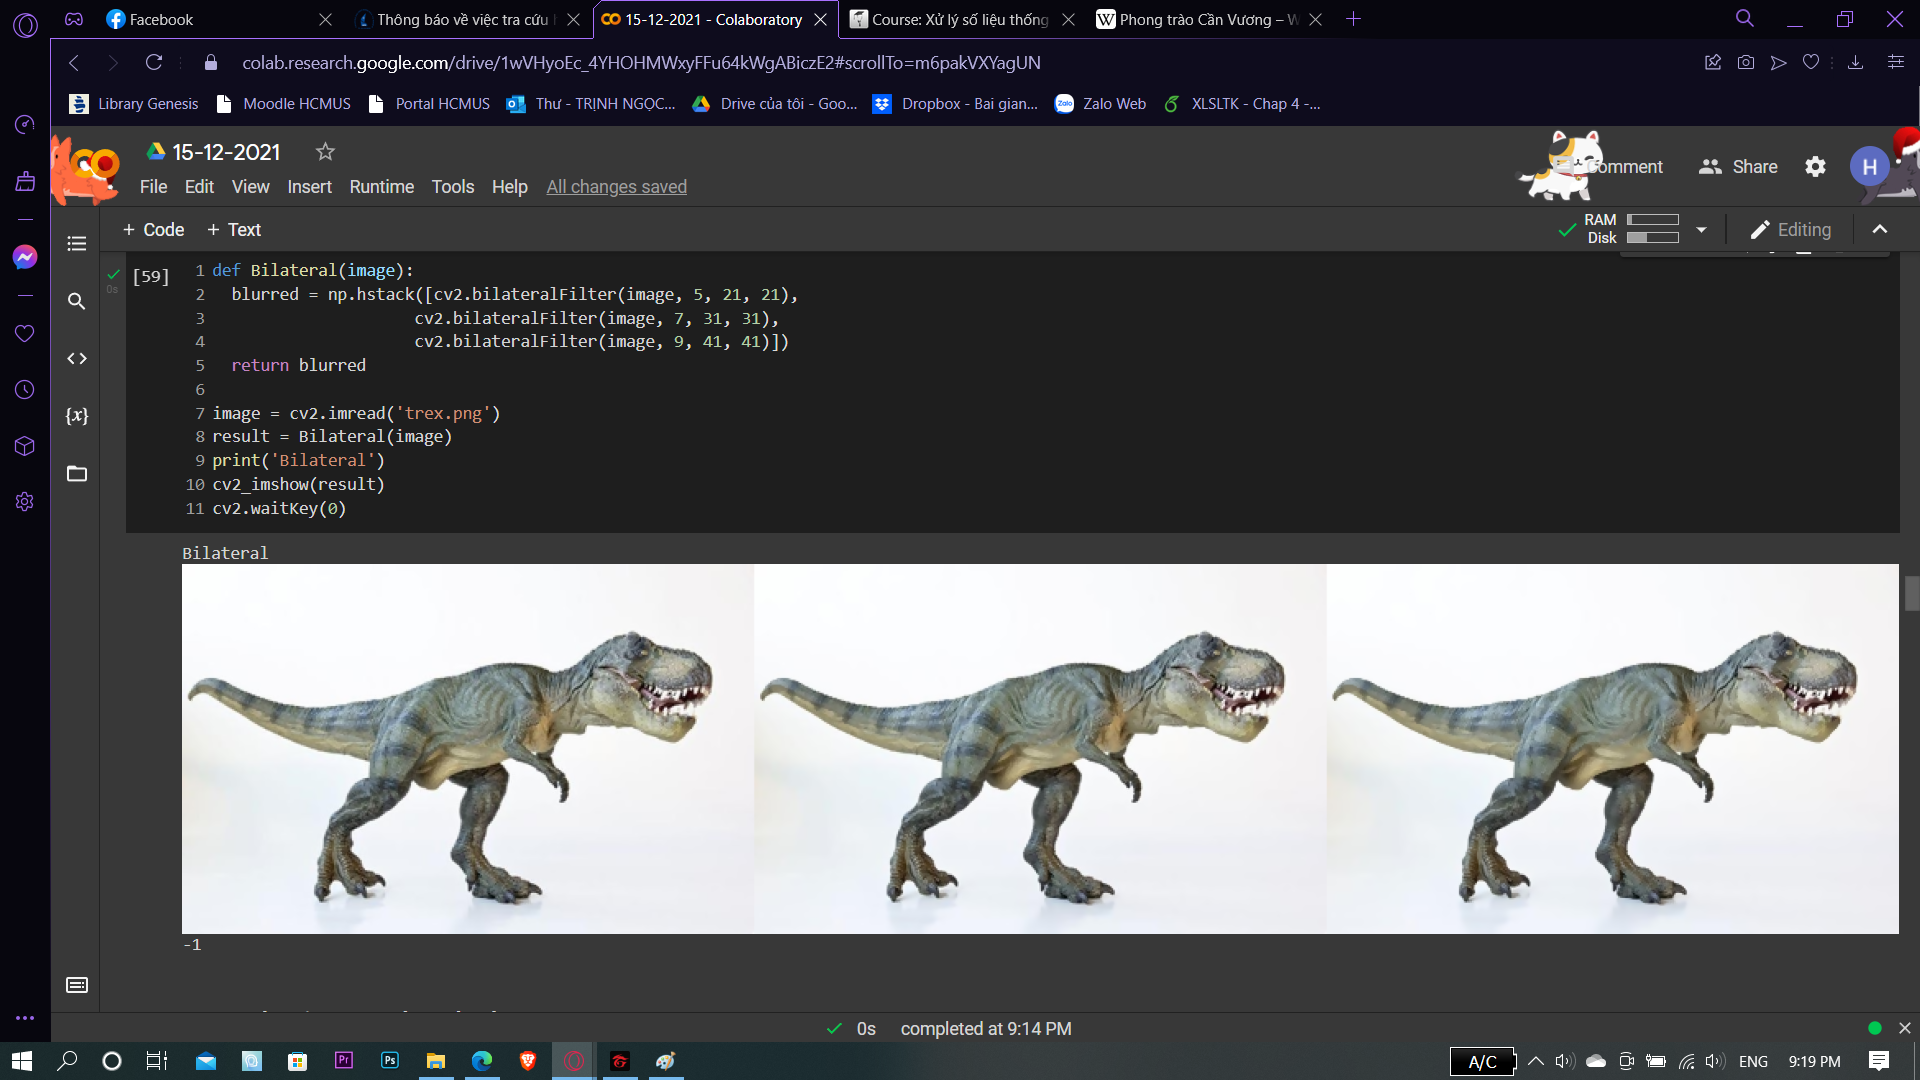 Facebook
Thông báo về việc tra cứu
15-12-2021 - Colaboratory
Course: Xử lý số liệu thống
Phong trào Cần Vương – W
colab.research.google.com/drive/1wVHyoEc_4YHOHMWxyFFu64kWgABiczE2#scrollTo=m6pakVXYagUN
Library Genesis
Moodle HCMUS
Portal HCMUS
Thư - TRỊNH NGỌC...
Drive của tôi - Goo...
Dropbox - Bai gian...
Zalo Web
XLSLTK - Chap 4 -...
15-12-2021
File Edit View Insert Runtime Tools Help All changes saved
Comment
Share
H
+ Code + Text
RAM
Disk
Editing
[59]
0s
1 def Bilateral(image):
2 blurred = np.hstack([cv2.bilateralFilter(image, 5, 21, 21),
3 cv2.bilateralFilter(image, 7, 31, 31),
4 cv2.bilateralFilter(image, 9, 41, 41)])
5 return blurred
6
7 image = cv2.imread('trex.png')
8 result = Bilateral(image)
9 print('Bilateral')
10 cv2_imshow(result)
11 cv2.waitKey(0)
Bilateral
-1
0s completed at 9:14 PM
A/C
ENG
9:19 PM